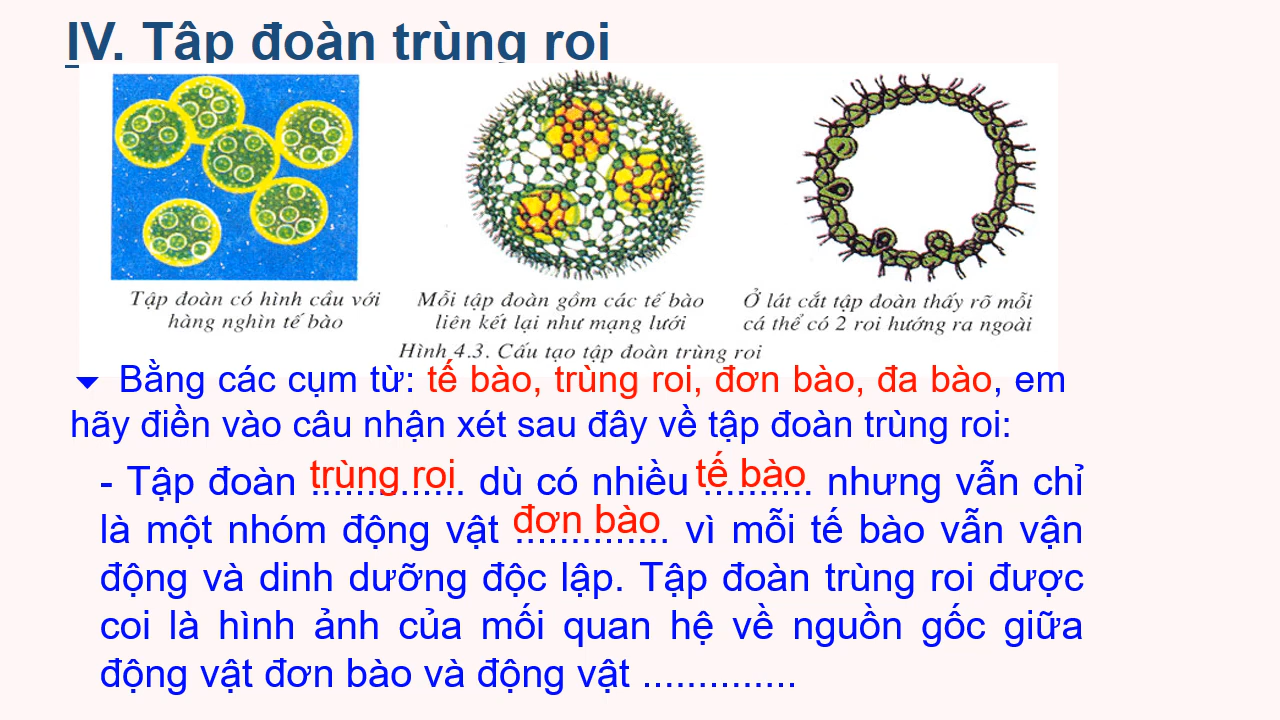 IV. Tập đoàn trùng roi
Tập đoàn có hình cầu với
hàng nghìn tế bào
Mỗi tập đoàn gồm các tế bào
liên kết lại như mạng lưới
Ở lát cắt tập đoàn thấy rõ mỗi
cá thể có 2 roi hướng ra ngoài
Hình 4.3. Cấu tạo tập đoàn trùng roi
Bằng các cụm từ: tế bào, trùng roi, đơn bào, đa bào, em
hãy điền vào câu nhận xét sau đây về tập đoàn trùng roi:
- Tập đoàn trùng roi dù có nhiều tế bào nhưng vẫn chỉ
là một nhóm động vật đơn bào vì mỗi tế bào vẫn vận
động và dinh dưỡng độc lập. Tập đoàn trùng roi được
coi là hình ảnh của mối quan hệ về nguồn gốc giữa
động vật đơn bào và động vật ..............